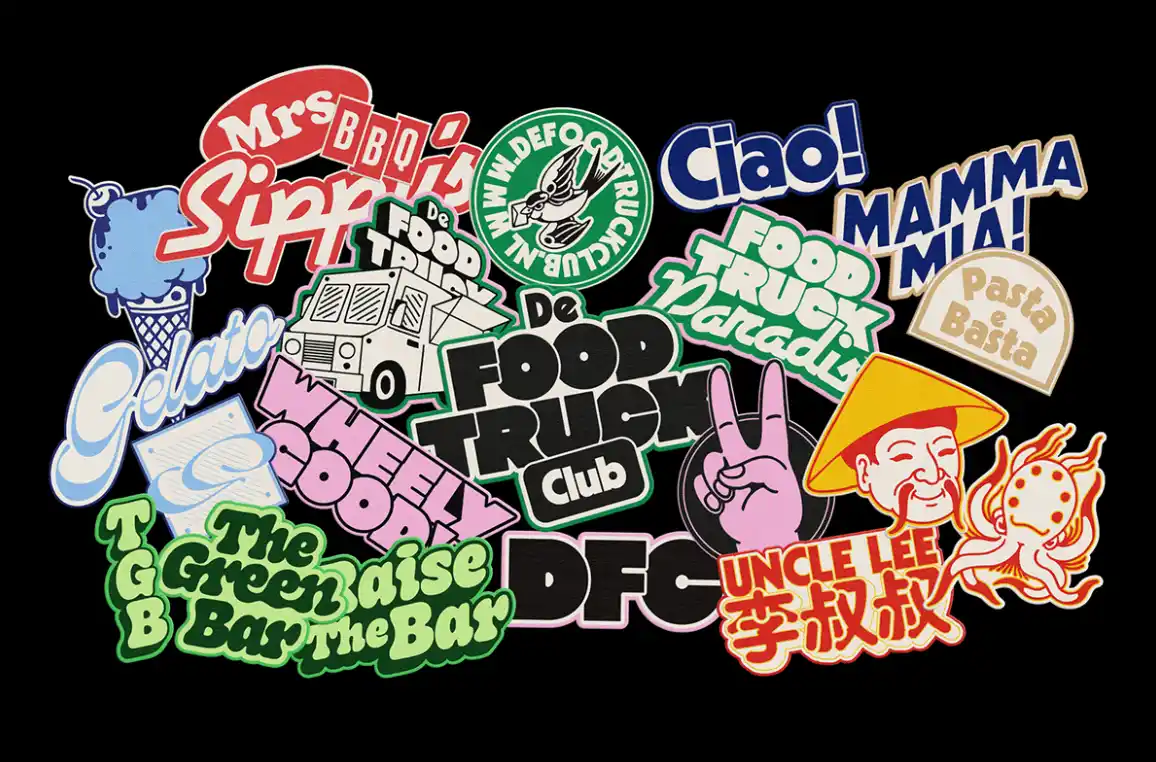 Mrs
BBQ
Sippy's
WWW.DEFOODTRUCKCLUB.NL
Ciao!
MAMMA
MIA!
De
FOOD
TRUCK
FOOD
TRUCK
Paradise
Pasta
e
Basta
Gelato
De
FOOD
TRUCK
Club
WHEELY
GOOD!
TGB
The
Green
Bar
Raise
The Bar
DFC
UNCLE LEE
李叔叔